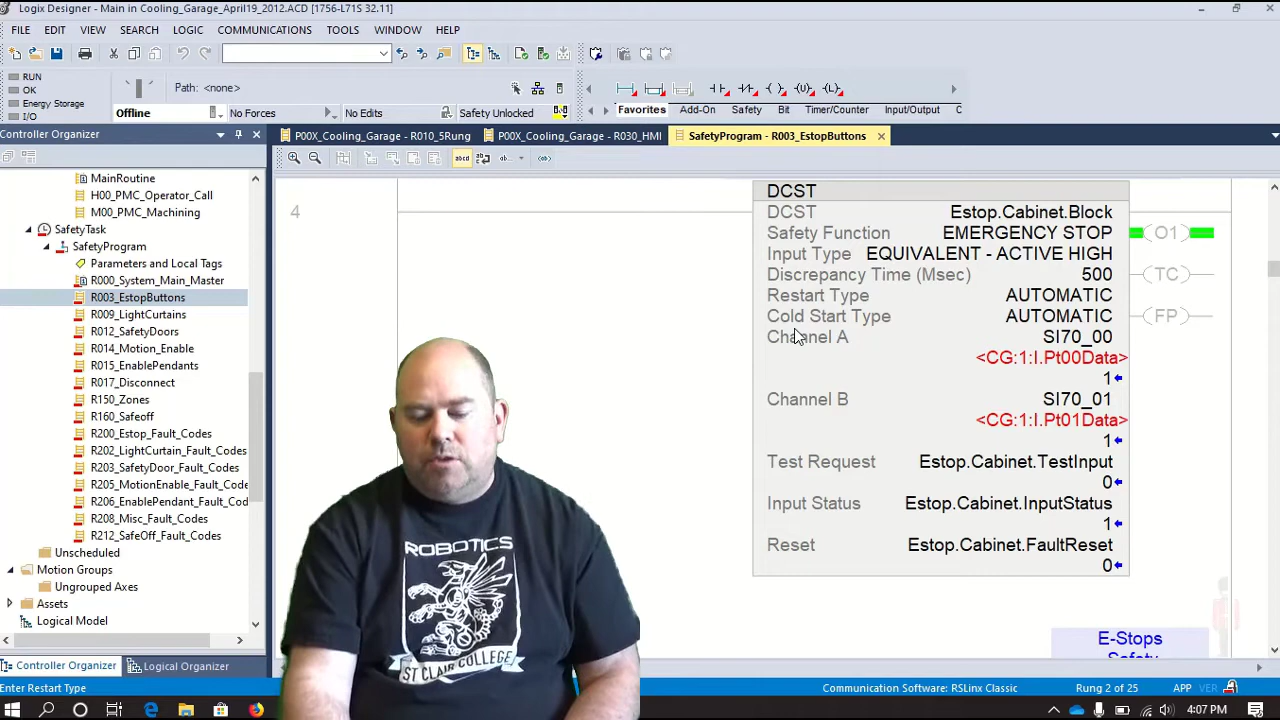 Logix Designer - Main in Cooling_Garage_April19_2012.ACD [1756-L71S 32.11]
FILE EDIT VIEW SEARCH LOGIC COMMUNICATIONS TOOLS WINDOW HELP
RUN
OK
Energy Storage
I/O
Path: <none>
Offline No Forces No Edits Safety Unlocked
Favorites Add-On Safety Bit Timer/Counter Input/Output C
Controller Organizer
P00X_Cooling_Garage - R010_5Rung P00X_Cooling_Garage - R030_HMI SafetyProgram - R003_EstopButtons
MainRoutine
H00_PMC_Operator_Call
M00_PMC_Machining
SafetyTask
SafetyProgram
Parameters and Local Tags
R000_System_Main_Master
R003_EstopButtons
R009_LightCurtains
R012_SafetyDoors
R014_Motion_Enable
R015_EnablePendants
R017_Disconnect
R150_Zones
R160_Safeoff
R200_Estop_Fault_Codes
R202_LightCurtain_Fault_Codes
R203_SafetyDoor_Fault_Codes
R205_MotionEnable_Fault_Cod
R206_EnablePendant_Fault_Cod
R208_Misc_Fault_Codes
R212_SafeOff_Fault_Codes
Unscheduled
Motion Groups
Ungrouped Axes
Assets
Logical Model
Controller Organizer Logical Organizer
4
DCST
DCST Estop.Cabinet.Block
Safety Function EMERGENCY STOP
Input Type EQUIVALENT - ACTIVE HIGH
Discrepancy Time (Msec) 500
Restart Type AUTOMATIC
Cold Start Type AUTOMATIC
Channel A SI70_00
<CG:1:I.Pt00Data>
1
Channel B SI70_01
<CG:1:I.Pt01Data>
1
Test Request Estop.Cabinet.TestInput
0
Input Status Estop.Cabinet.InputStatus
1
Reset Estop.Cabinet.FaultReset
0
O1
TC
FP
E-Stops
Safety
ROBOTICS
ST CLAIR COLLEGE
Enter Restart Type
Communication Software: RSLinx Classic
Rung 2 of 25
APP VER
4:07 PM